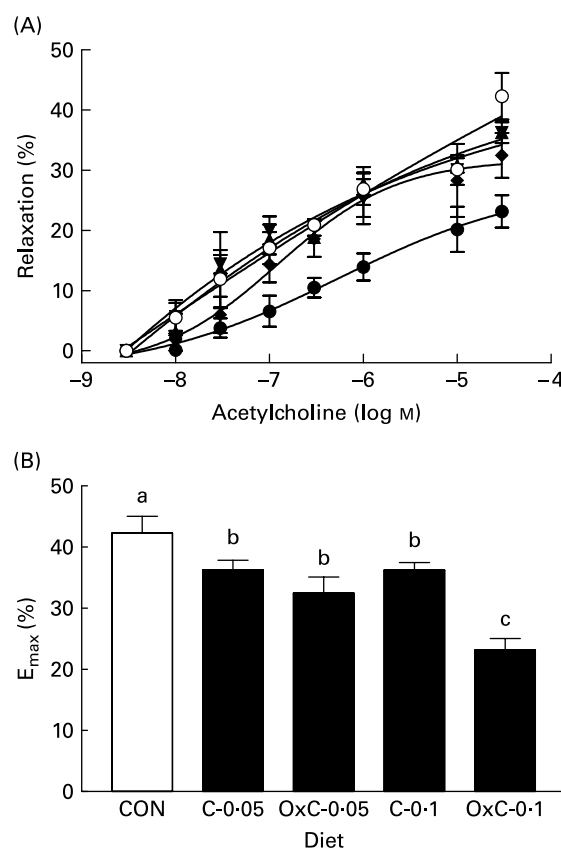 (A)
50
40
30
20
10
0
Relaxation (%)
–9 –8 –7 –6 –5 –4
Acetylcholine (log M)
(B)
50
40
30
20
10
0
E_max (%)
a b b b c
CON C-0·05 OxC-0·05 C-0·1 OxC-0·1
Diet